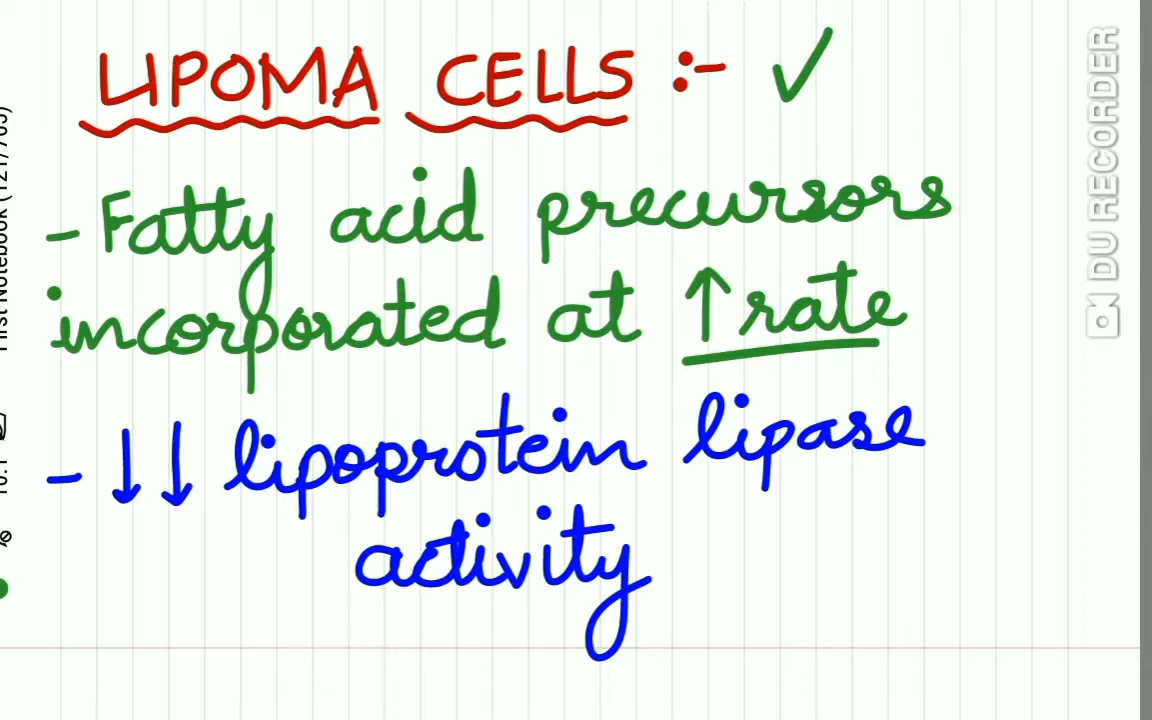 LIPOMA CELLS :- ✓
- Fatty acid precursors
incorporated at ↑ rate
- ↓↓ lipoprotein lipase
activity
DU RECORDER